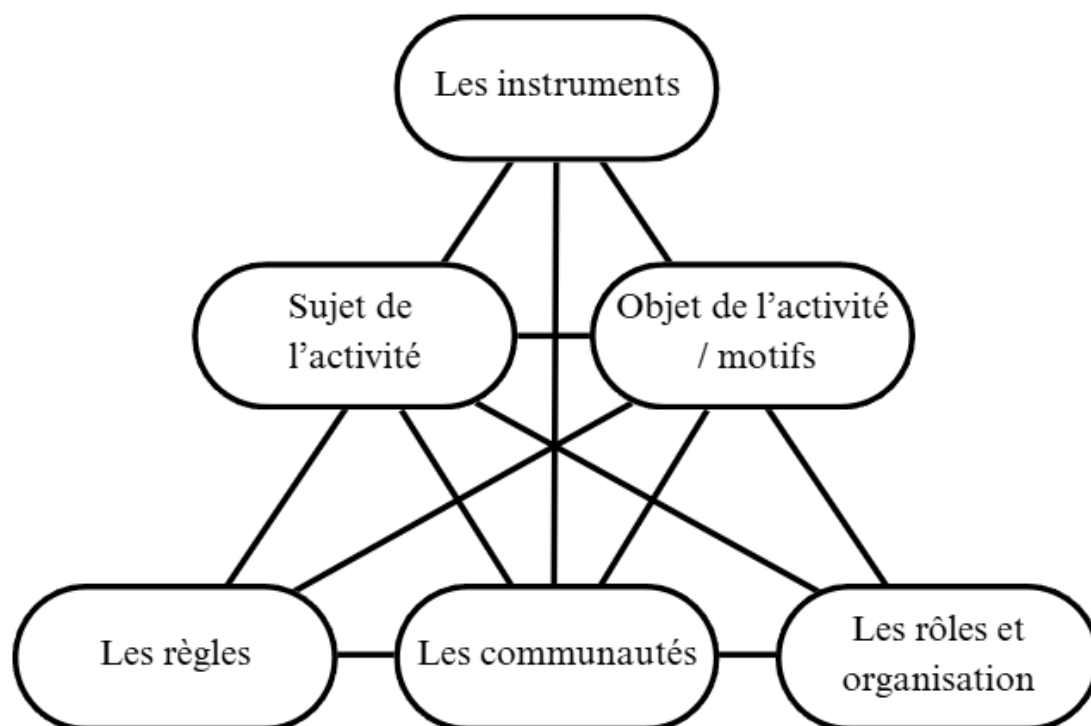 Les instruments
Sujet de
l’activité
Objet de l’activité
/ motifs
Les règles
Les communautés
Les rôles et
organisation